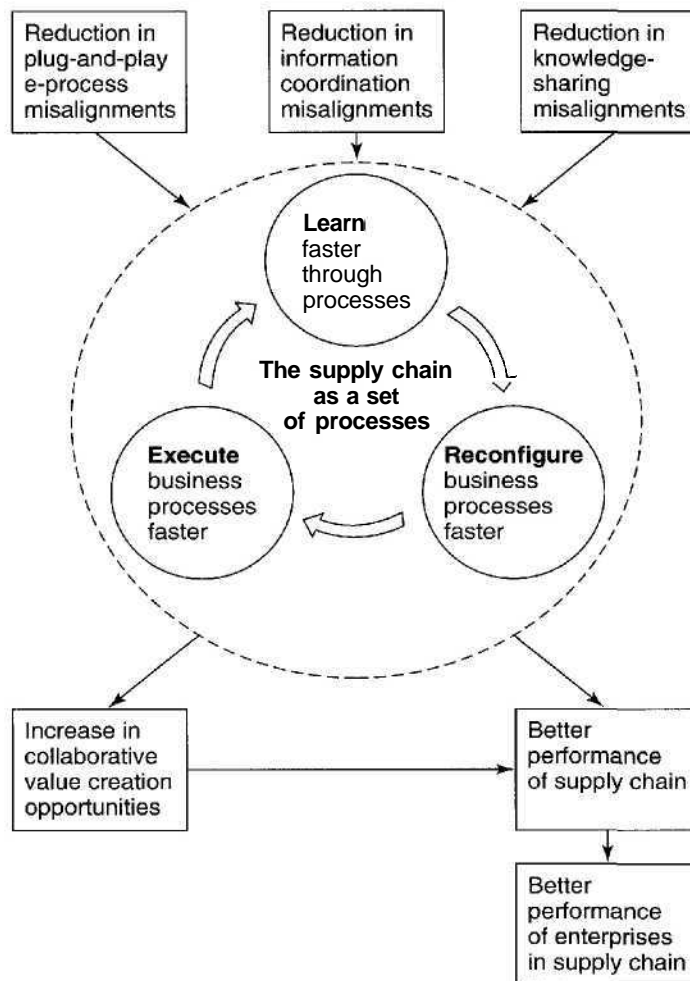 Reduction in
plug-and-play
e-process
misalignments
Reduction in
information
coordination
misalignments
Reduction in
knowledge-
sharing
misalignments
Learn
faster
through
processes
The supply chain
as a set
of processes
Execute
business
processes
faster
Reconfigure
business
processes
faster
Increase in
collaborative
value creation
opportunities
Better
performance
of supply chain
Better
performance
of enterprises
in supply chain